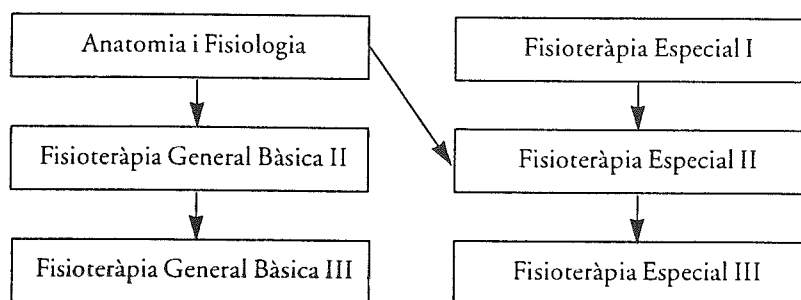 Anatomia i Fisiologia
Fisioteràpia Especial I
Fisioteràpia General Bàsica II
Fisioteràpia Especial II
Fisioteràpia General Bàsica III
Fisioteràpia Especial III